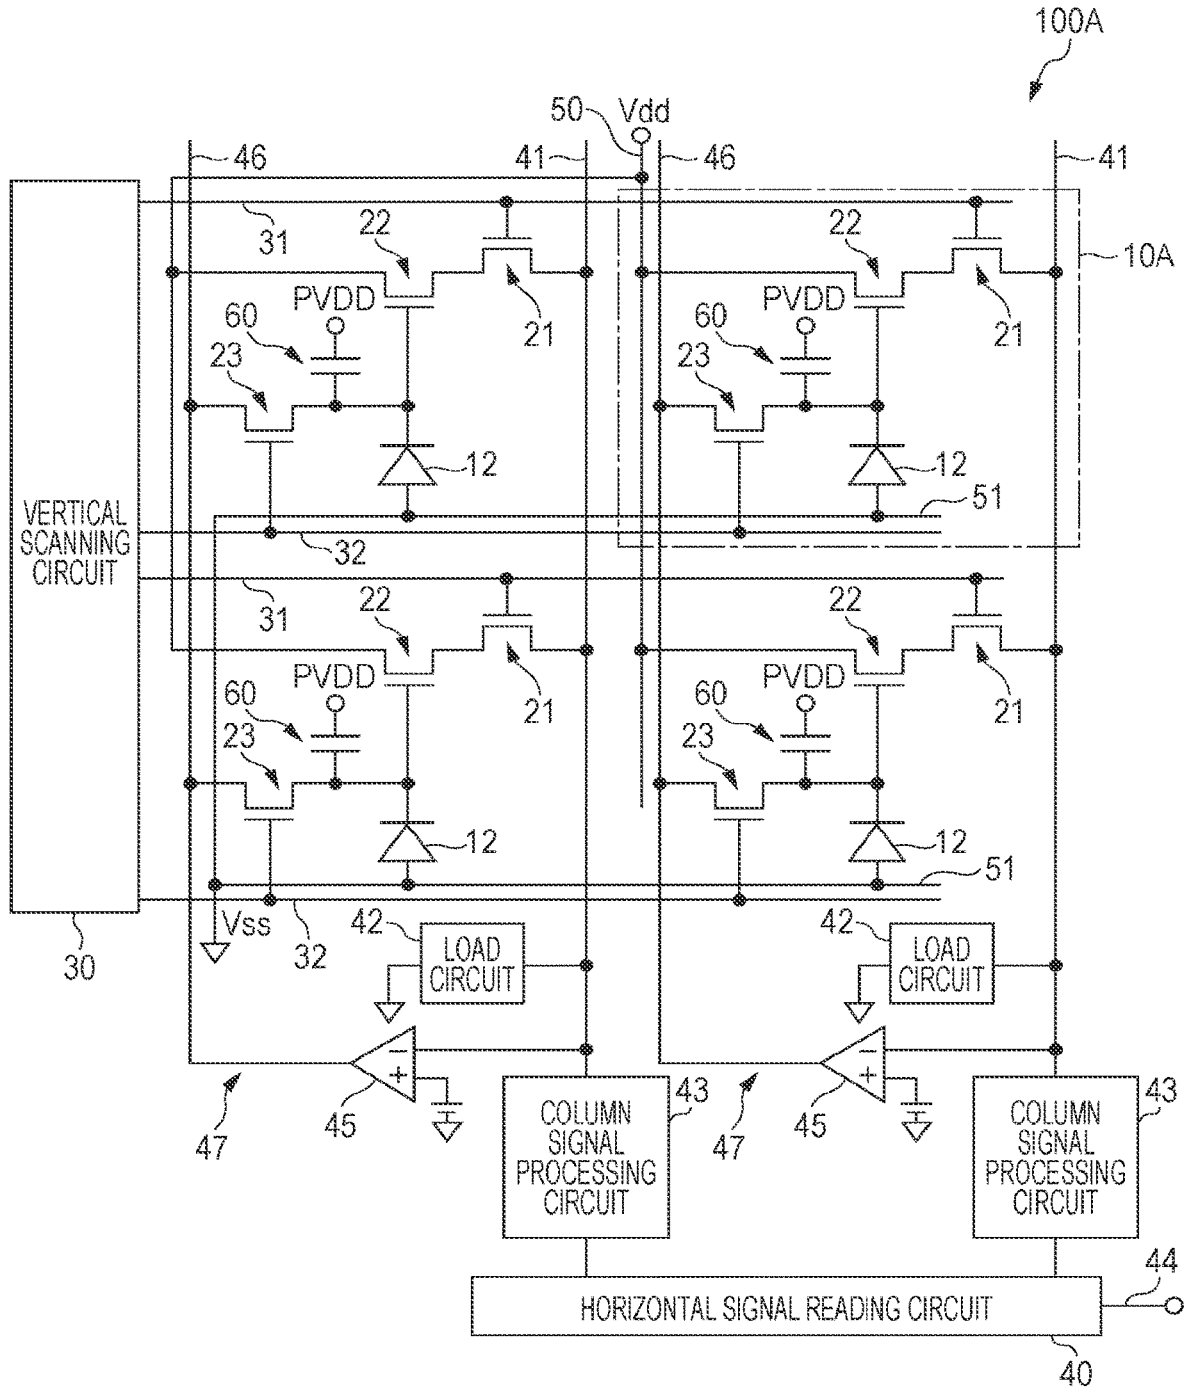 100A
50 Vdd
46 41 46 41
31 22 22 10A
PVDD PVDD
60 21 60 21
23 23
12 12
51
VERTICAL
SCANNING
CIRCUIT
32
31 22 22
PVDD PVDD
60 21 60 21
23 23
12 12
51
Vss 42 42
32
30
LOAD
CIRCUIT
LOAD
CIRCUIT
− −
+ +
45 43 45 43
47 47
COLUMN
SIGNAL
PROCESSING
CIRCUIT
COLUMN
SIGNAL
PROCESSING
CIRCUIT
44
HORIZONTAL SIGNAL READING CIRCUIT
40